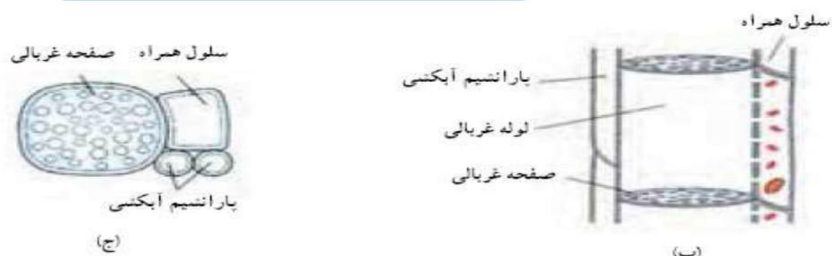 سلول همراه
پارانشیم آبکشی
لوله غربالی
صفحه غربالی
(ب)
صفحه غربالی
سلول همراه
پارانشیم آبکشی
(ج)